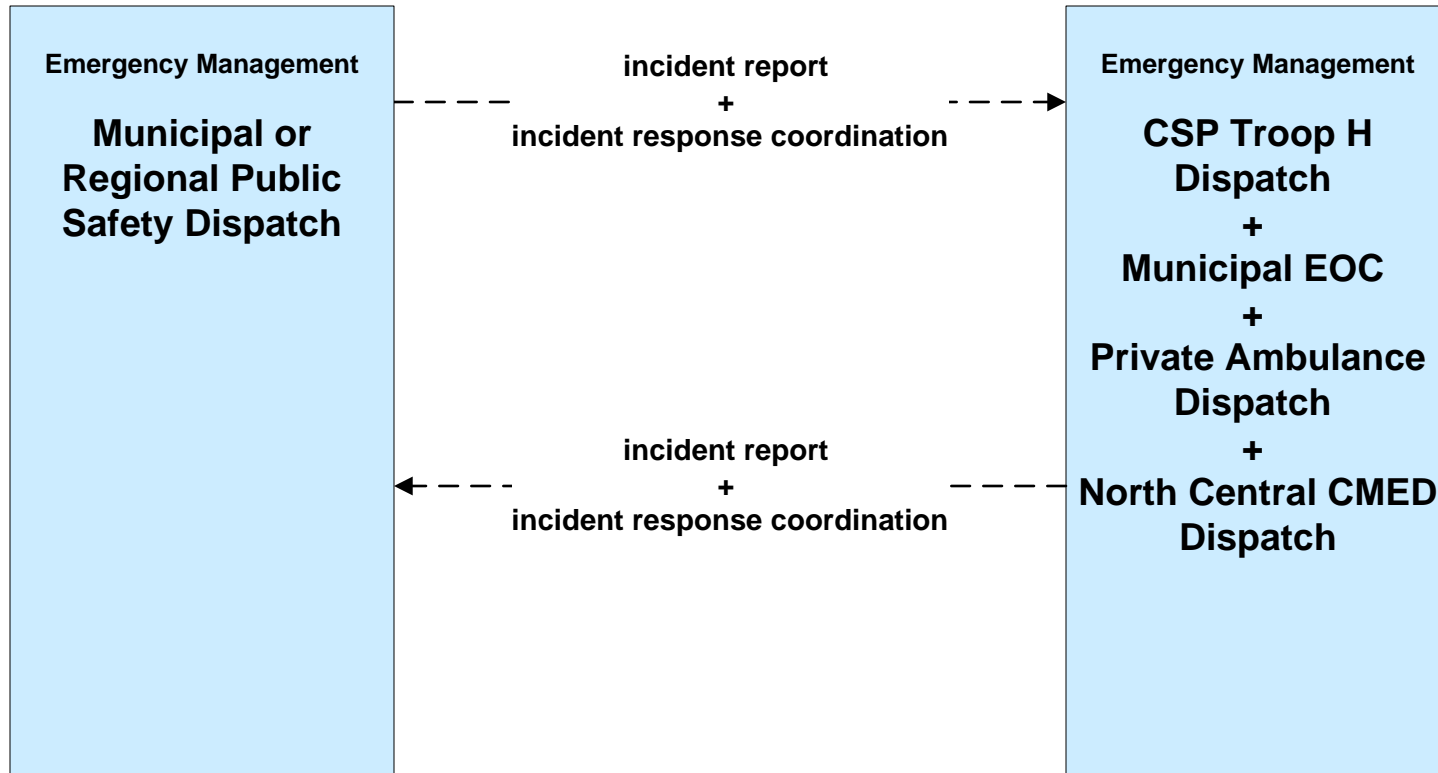 Emergency Management
Municipal or
Regional Public
Safety Dispatch
incident report
+
incident response coordination
incident report
+
incident response coordination
Emergency Management
CSP Troop H
Dispatch
+
Municipal EOC
+
Private Ambulance
Dispatch
+
North Central CMED
Dispatch